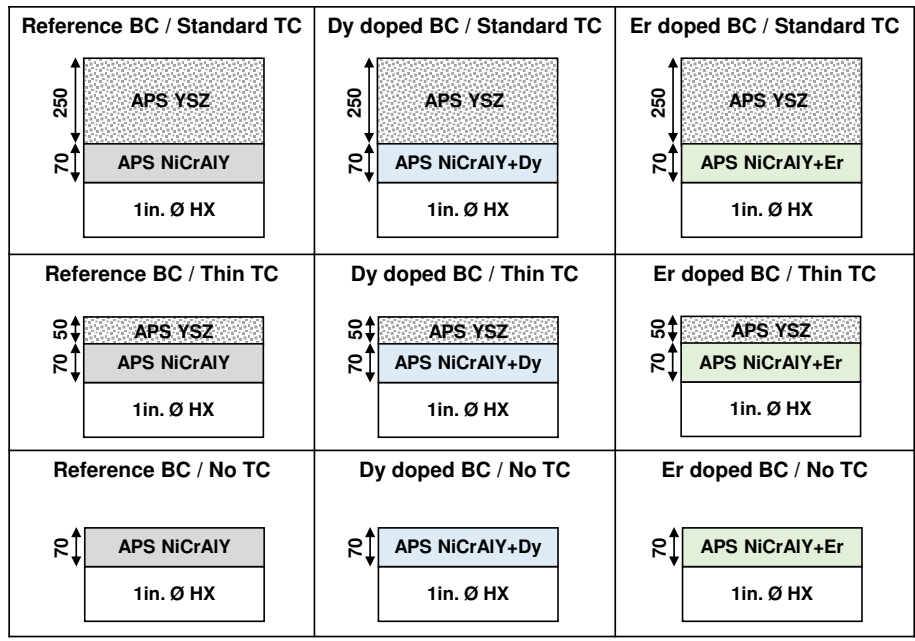 Reference BC / Standard TC
250
APS YSZ
70
APS NiCrAlY
1in. Ø HX
Dy doped BC / Standard TC
250
APS YSZ
70
APS NiCrAlY+Dy
1in. Ø HX
Er doped BC / Standard TC
250
APS YSZ
70
APS NiCrAlY+Er
1in. Ø HX
Reference BC / Thin TC
50
APS YSZ
70
APS NiCrAlY
1in. Ø HX
Dy doped BC / Thin TC
50
APS YSZ
70
APS NiCrAlY+Dy
1in. Ø HX
Er doped BC / Thin TC
50
APS YSZ
70
APS NiCrAlY+Er
1in. Ø HX
Reference BC / No TC
70
APS NiCrAlY
1in. Ø HX
Dy doped BC / No TC
70
APS NiCrAlY+Dy
1in. Ø HX
Er doped BC / No TC
70
APS NiCrAlY+Er
1in. Ø HX